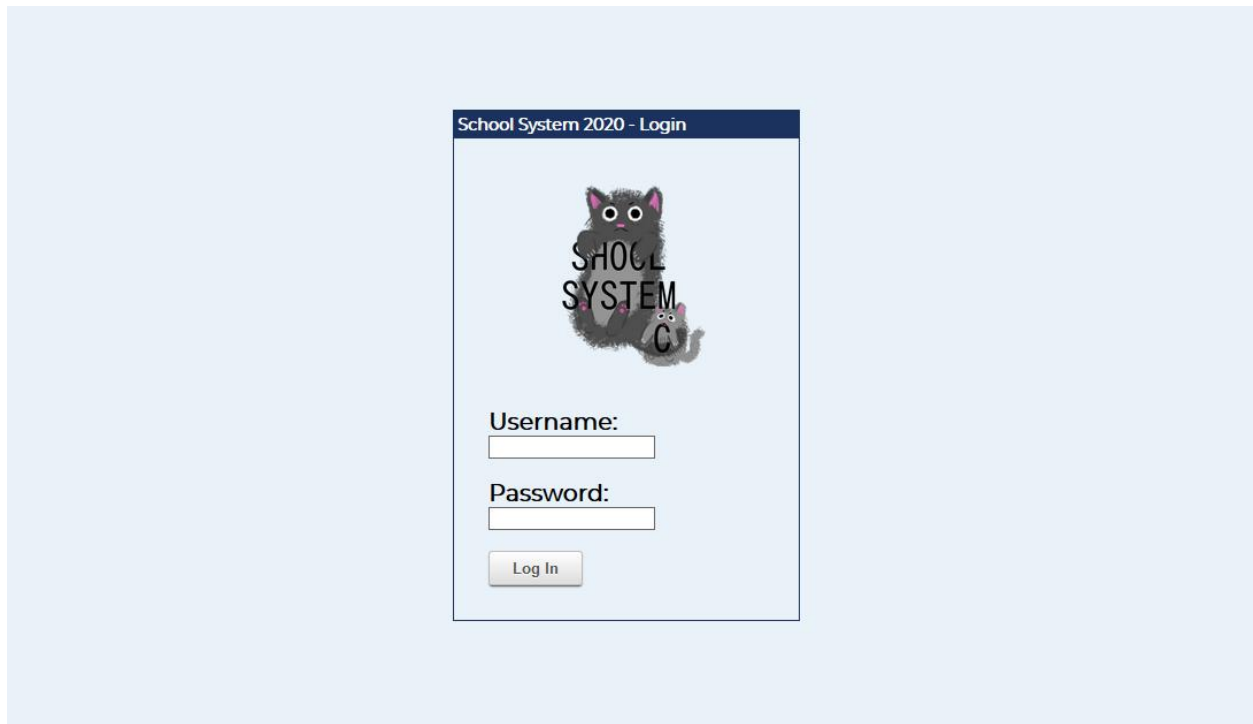 School System 2020 - Login
SHOOL
SYSTEM
C
Username:
Password:
Log In